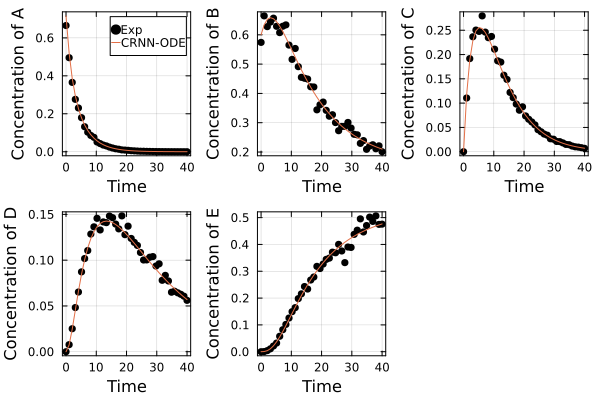 Concentration of A
0.6
0.4
0.2
0.0
0 10 20 30 40
Time
Exp
CRNN-ODE
Concentration of B
0.6
0.5
0.4
0.3
0.2
0 10 20 30 40
Time
Concentration of C
0.25
0.20
0.15
0.10
0.05
0.00
0 10 20 30 40
Time
Concentration of D
0.15
0.10
0.05
0.00
0 10 20 30 40
Time
Concentration of E
0.5
0.4
0.3
0.2
0.1
0.0
0 10 20 30 40
Time